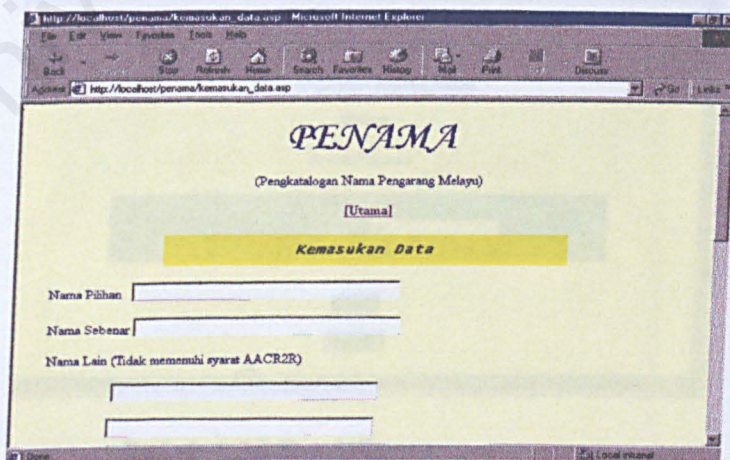 http://localhost/penama/kemasukan_data.asp - Microsoft Internet Explorer
File Edit View Favorites Tools Help
Back Stop Refresh Home Search Favorites History Mail Print Discuss
Address http://localhost/penama/kemasukan_data.asp Go Links
PENAMA
(Pengkatalogan Nama Pengarang Melayu)
[Utama]
Kemasukan Data
Nama Pilihan
Nama Sebenar
Nama Lain (Tidak memenuhi syarat AACR2R)
Done Local intranet